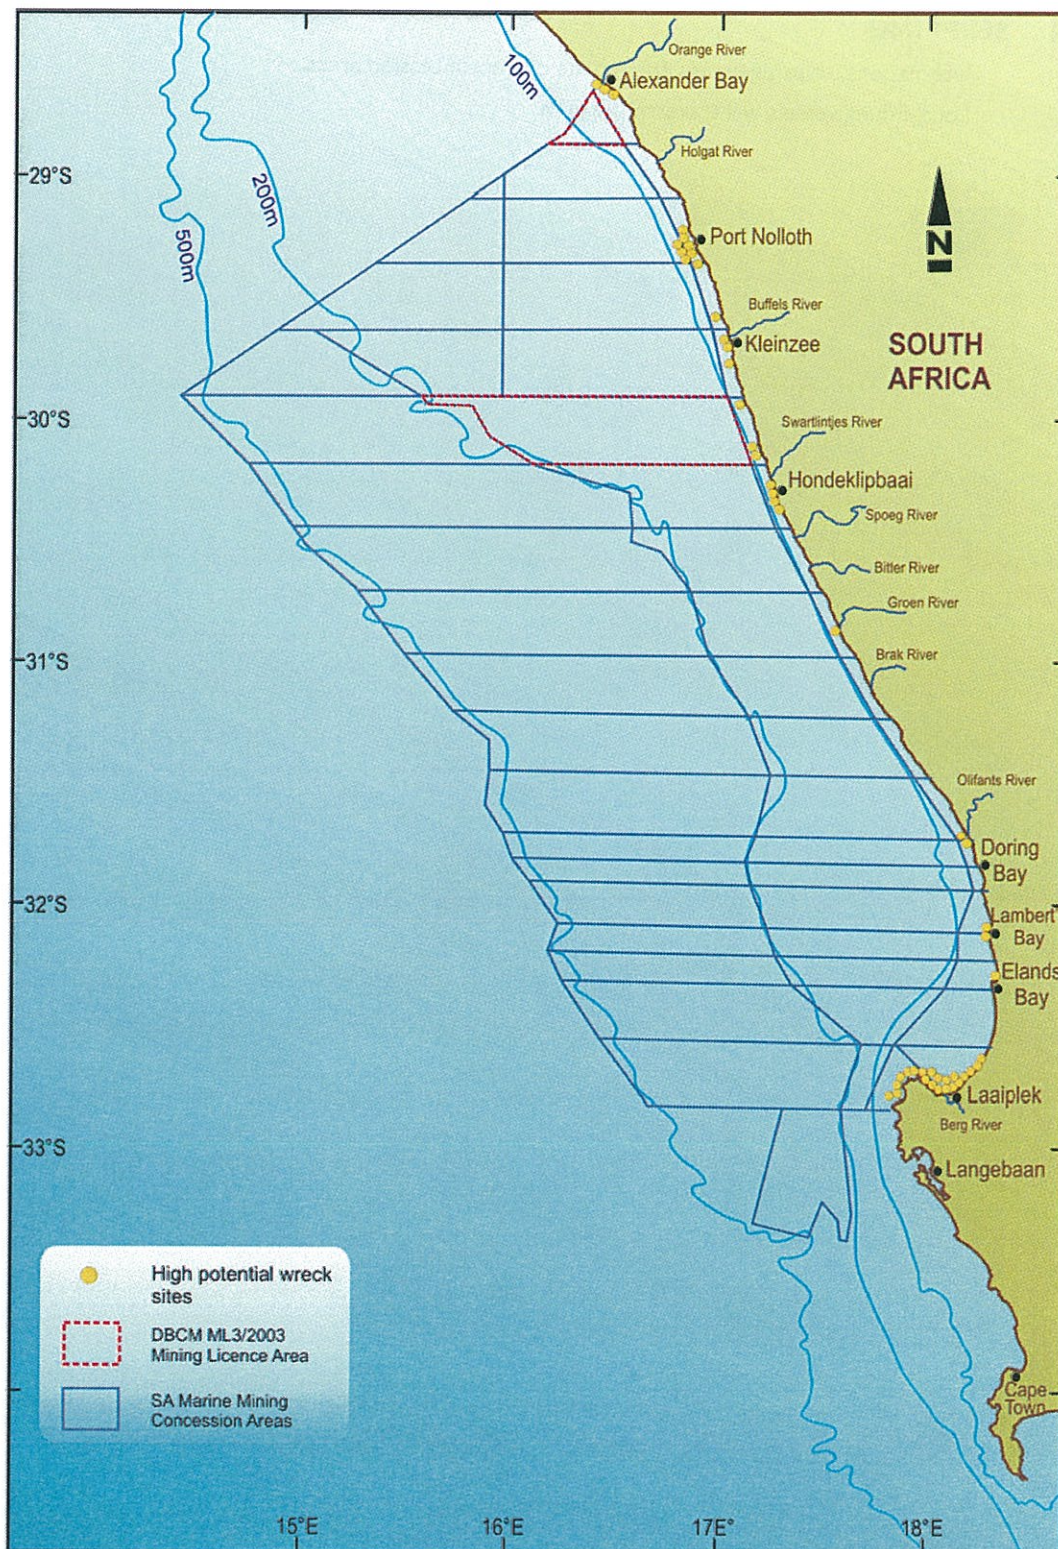 Orange River
Alexander Bay
100m
Holgat River
29°S
200m
500m
Port Nolloth
N
Buffels River
Kleinzee
SOUTH
AFRICA
30°S
Swartlintjes River
Hondeklipbaai
Spoeg River
Bitter River
Groen River
31°S
Brak River
Olifants River
Doring
Bay
32°S
Lambert
Bay
Elands
Bay
Laaiplek
Berg River
33°S
Langebaan
High potential wreck
sites
DBCM ML3/2003
Mining Licence Area
SA Marine Mining
Concession Areas
Cape
Town
15°E
16°E
17°E
18°E